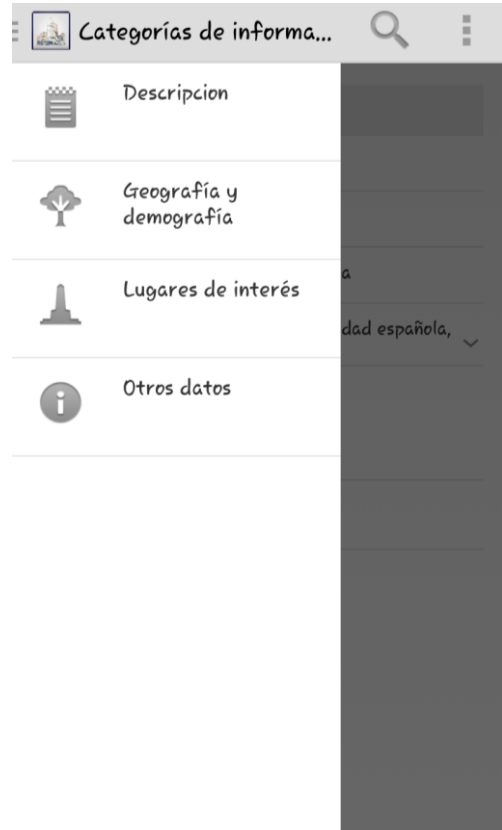 Categorías de informa...
Descripcion
Geografía y
demografía
Lugares de interés
a
dad española,
Otros datos